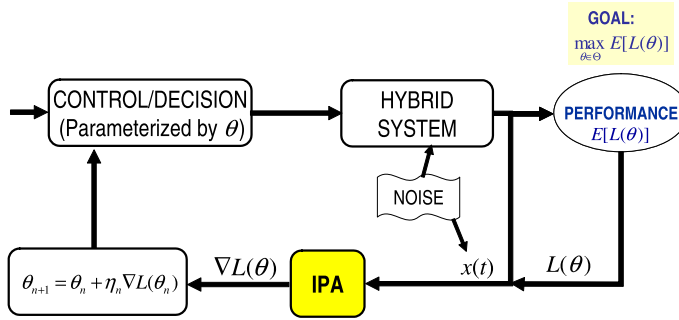 GOAL:
max E[L(θ)]
θ∈Θ
CONTROL/DECISION
(Parameterized by θ)
HYBRID
SYSTEM
PERFORMANCE
E[L(θ)]
NOISE
x(t)
L(θ)
IPA
∇L(θ)
θₙ₊₁ = θₙ + ηₙ∇L(θₙ)